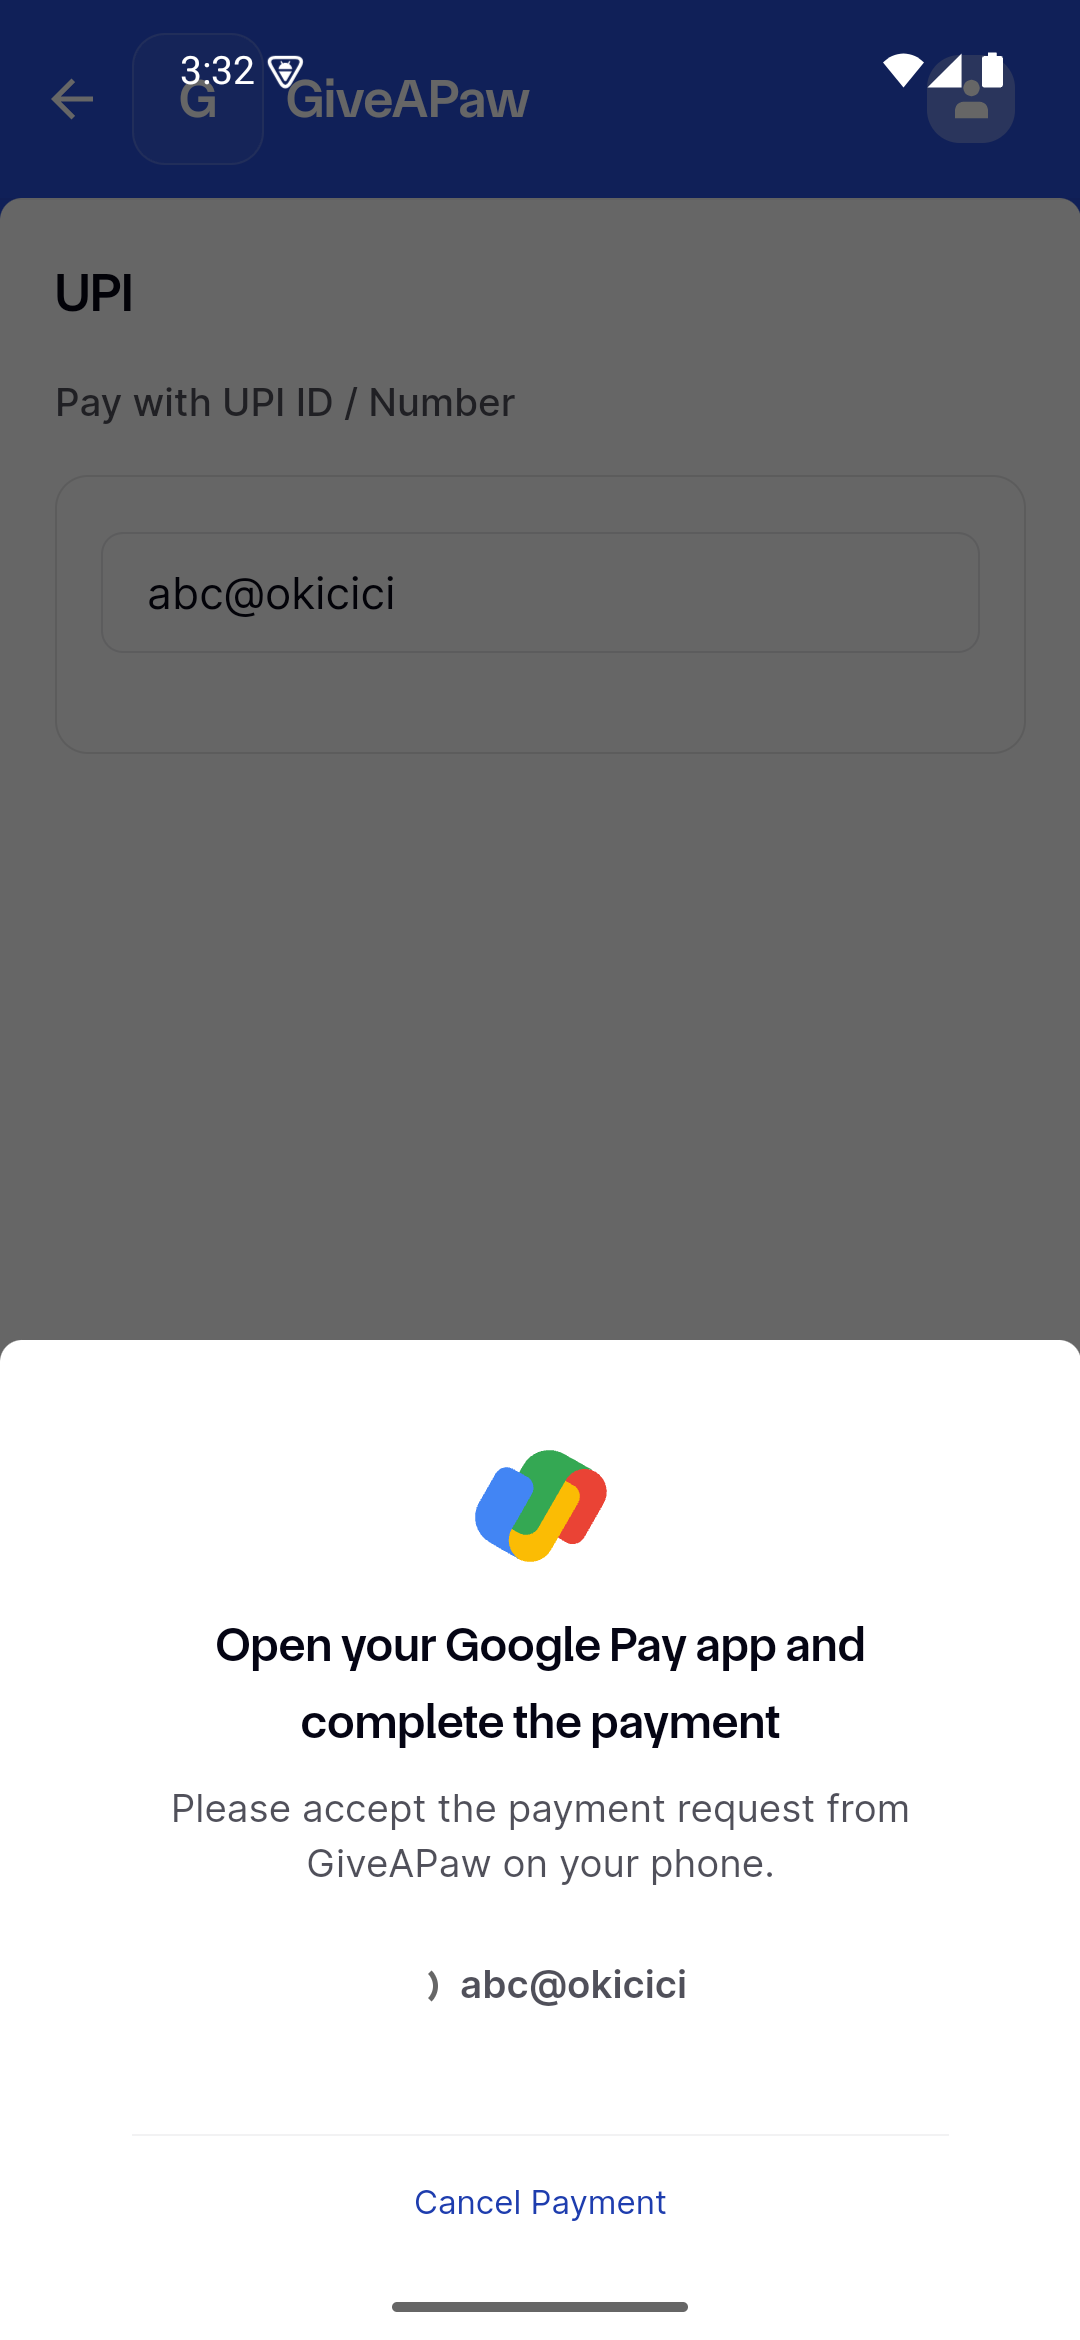 3:32
G GiveAPaw
UPI
Pay with UPI ID / Number
abc@okicici
Open your Google Pay app and
complete the payment
Please accept the payment request from
GiveAPaw on your phone.
abc@okicici
Cancel Payment